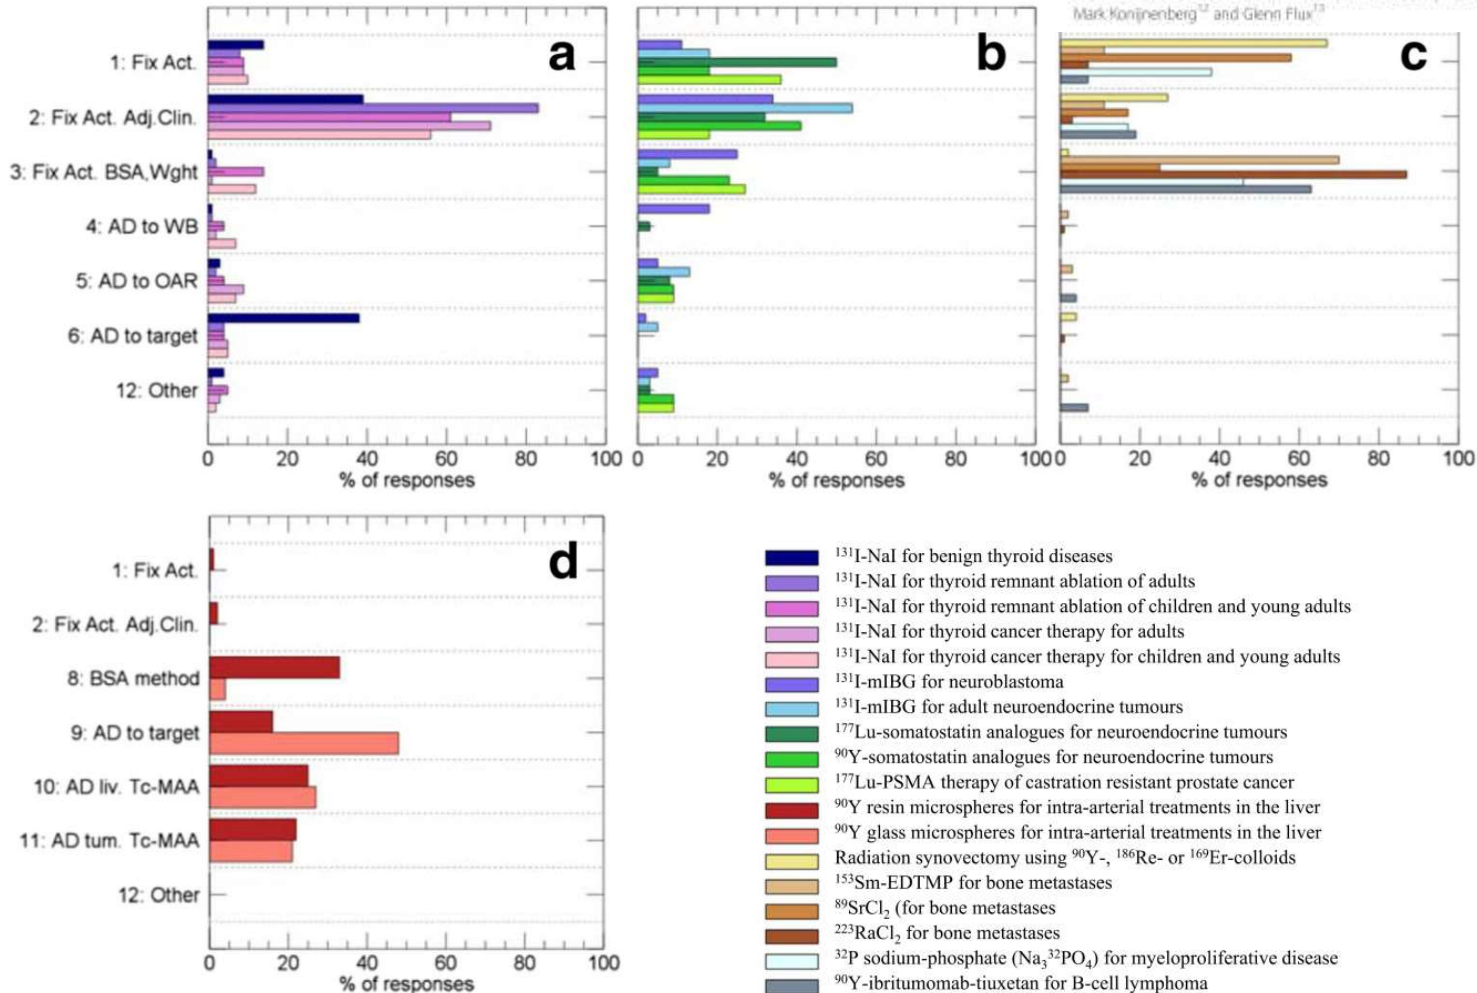 Mark Konijnenberg12 and Glenn Flux13
a
1: Fix Act.
2: Fix Act. Adj.Clin.
3: Fix Act. BSA,Wght
4: AD to WB
5: AD to OAR
6: AD to target
12: Other
0 20 40 60 80 100
% of responses
b
0 20 40 60 80 100
% of responses
c
0 20 40 60 80 100
% of responses
d
1: Fix Act.
2: Fix Act. Adj.Clin.
8: BSA method
9: AD to target
10: AD liv. Tc-MAA
11: AD tum. Tc-MAA
12: Other
0 20 40 60 80 100
% of responses
131I-NaI for benign thyroid diseases
131I-NaI for thyroid remnant ablation of adults
131I-NaI for thyroid remnant ablation of children and young adults
131I-NaI for thyroid cancer therapy for adults
131I-NaI for thyroid cancer therapy for children and young adults
131I-mIBG for neuroblastoma
131I-mIBG for adult neuroendocrine tumours
177Lu-somatostatin analogues for neuroendocrine tumours
90Y-somatostatin analogues for neuroendocrine tumours
177Lu-PSMA therapy of castration resistant prostate cancer
90Y resin microspheres for intra-arterial treatments in the liver
90Y glass microspheres for intra-arterial treatments in the liver
Radiation synovectomy using 90Y-, 186Re- or 169Er-colloids
153Sm-EDTMP for bone metastases
89SrCl2 (for bone metastases
223RaCl2 for bone metastases
32P sodium-phosphate (Na332PO4) for myeloproliferative disease
90Y-ibritumomab-tiuxetan for B-cell lymphoma